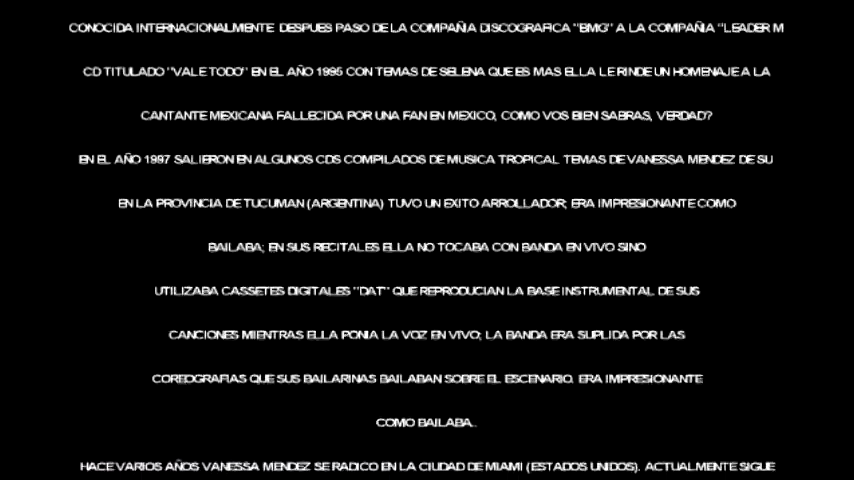 CONOCIDA INTERNACIONALMENTE DESPUES PASO DE LA COMPAÑIA DISCOGRAFICA "BMG" A LA COMPAÑIA "LEADER M
CD TITULADO "VALE TODO" EN EL AÑO 1995 CON TEMAS DE SELENA QUE ES MAS ELLA LE RINDE UN HOMENAJE A LA
CANTANTE MEXICANA FALLECIDA POR UNA FAN EN MEXICO, COMO VOS BIEN SABRAS, VERDAD?
EN EL AÑO 1997 SALIERON EN ALGUNOS CDS COMPILADOS DE MUSICA TROPICAL TEMAS DE VANESSA MENDEZ DE SU
EN LA PROVINCIA DE TUCUMAN (ARGENTINA) TUVO UN EXITO ARROLLADOR; ERA IMPRESIONANTE COMO
BAILABA; EN SUS RECITALES ELLA NO TOCABA CON BANDA EN VIVO SINO
UTILIZABA CASSETES DIGITALES "DAT" QUE REPRODUCIAN LA BASE INSTRUMENTAL DE SUS
CANCIONES MIENTRAS ELLA PONIA LA VOZ EN VIVO; LA BANDA ERA SUPLIDA POR LAS
COREOGRAFIAS QUE SUS BAILARINAS BAILABAN SOBRE EL ESCENARIO. ERA IMPRESIONANTE
COMO BAILABA..
HACE VARIOS AÑOS VANESSA MENDEZ SE RADICO EN LA CIUDAD DE MIAMI (ESTADOS UNIDOS). ACTUALMENTE SIGUE